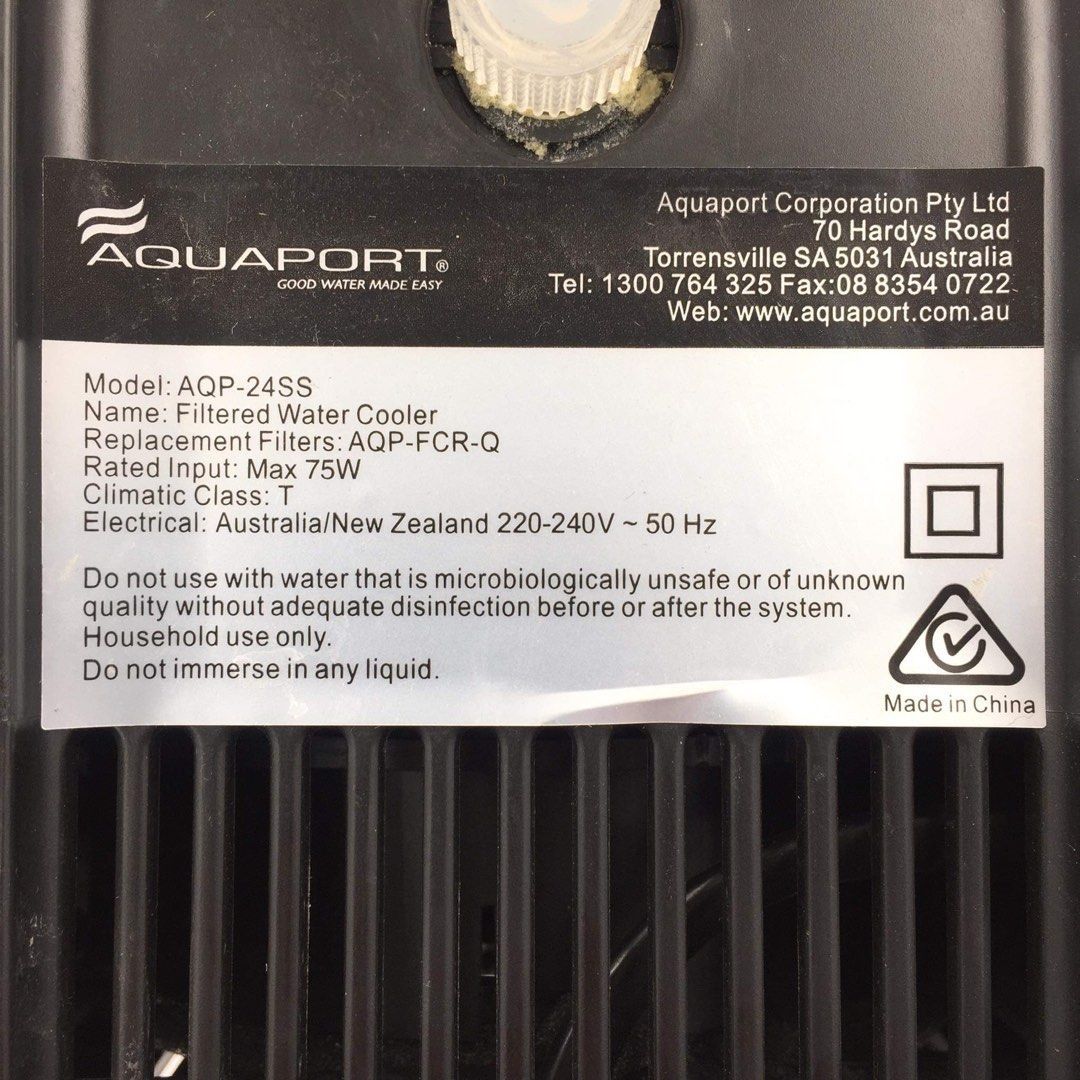 AQUAPORT®
GOOD WATER MADE EASY
Aquaport Corporation Pty Ltd
70 Hardys Road
Torrensville SA 5031 Australia
Tel: 1300 764 325 Fax:08 8354 0722
Web: www.aquaport.com.au
Model: AQP-24SS
Name: Filtered Water Cooler
Replacement Filters: AQP-FCR-Q
Rated Input: Max 75W
Climatic Class: T
Electrical: Australia/New Zealand 220-240V ~ 50 Hz
Do not use with water that is microbiologically unsafe or of unknown
quality without adequate disinfection before or after the system.
Household use only.
Do not immerse in any liquid.
Made in China